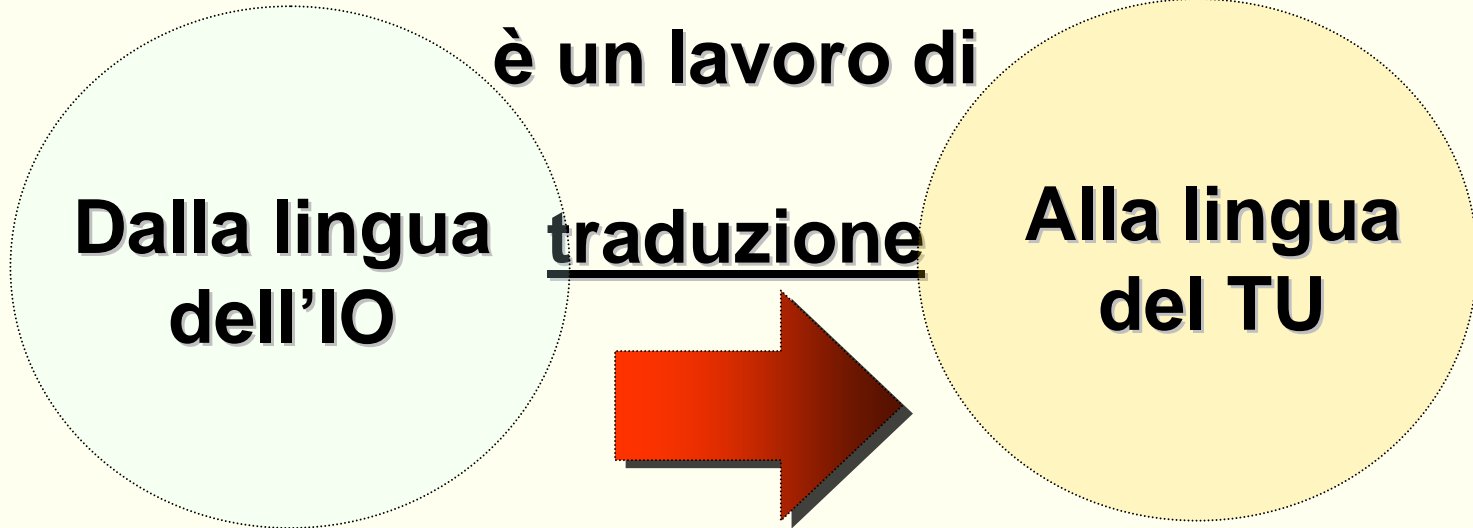 è un lavoro di
Dalla lingua
dell’IO
traduzione
Alla lingua
del TU